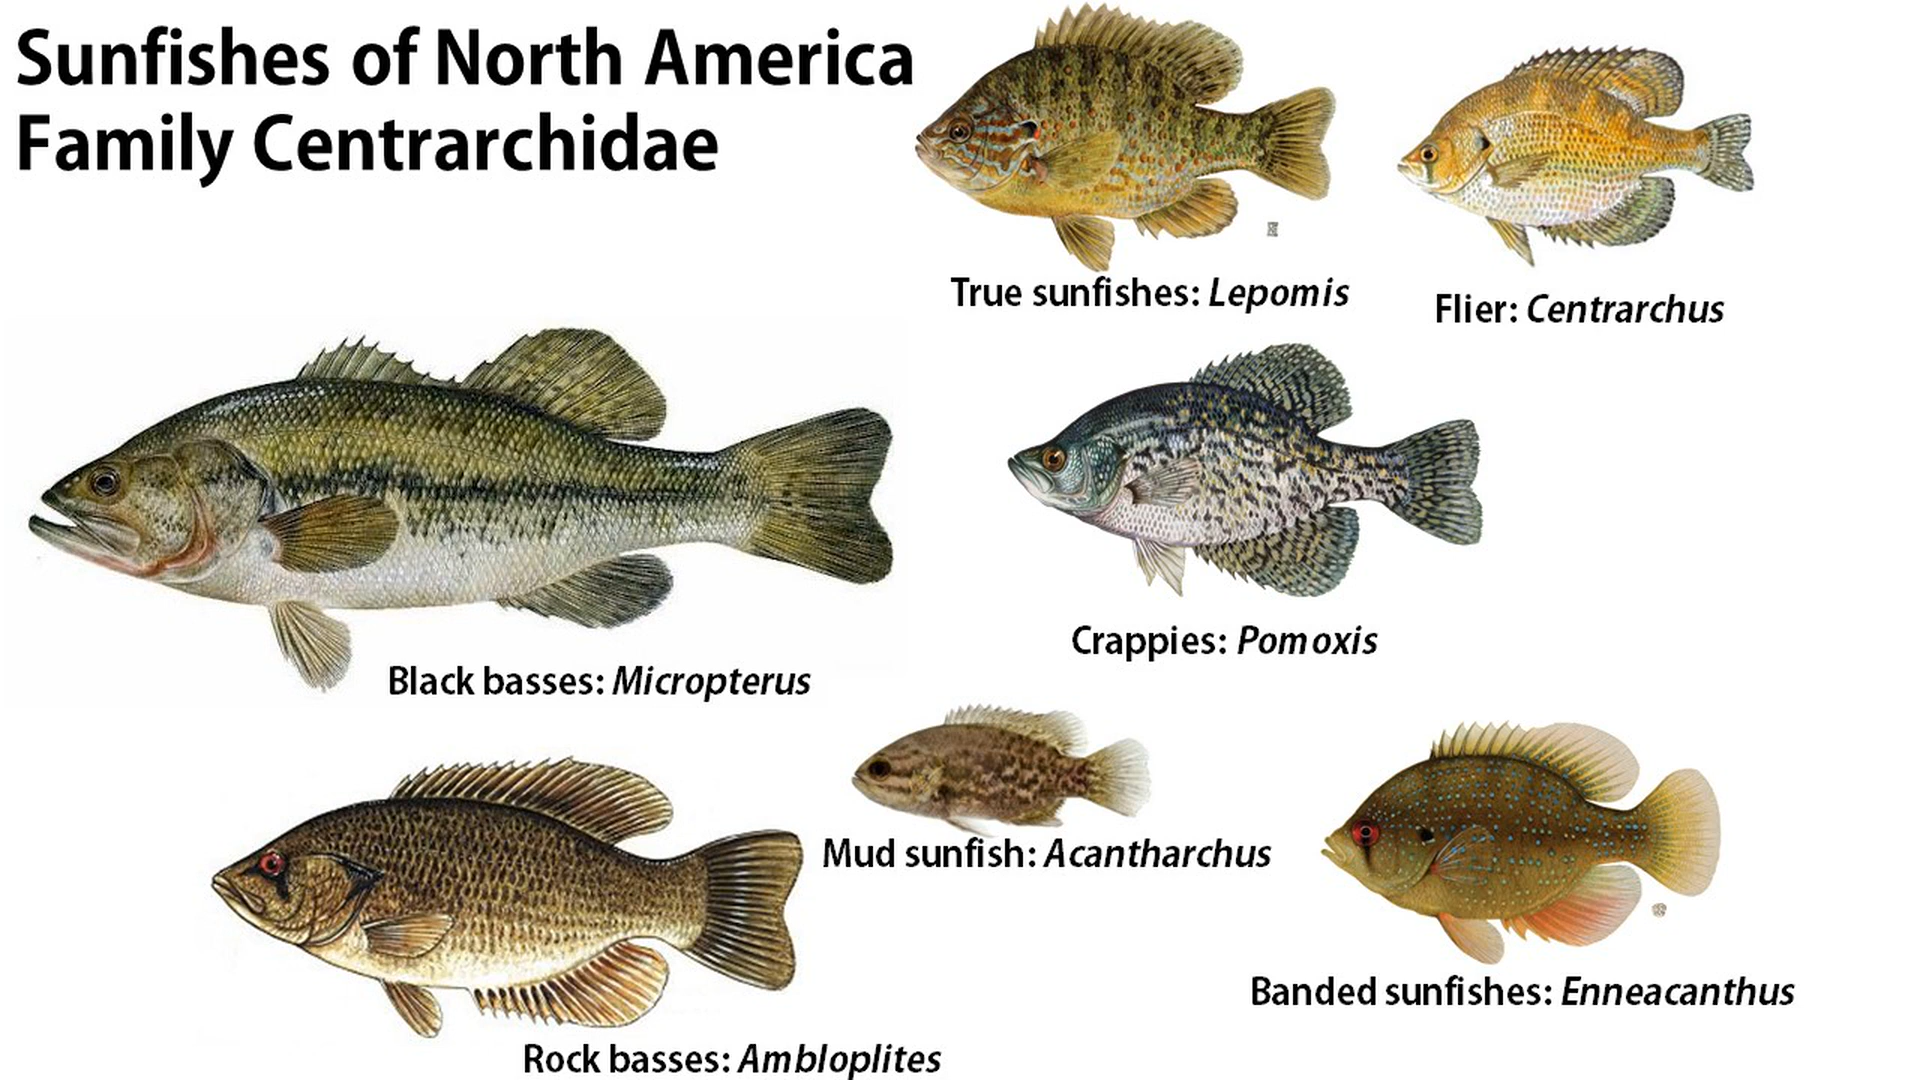 Sunfishes of North America
Family Centrarchidae
True sunfishes: Lepomis
Flier: Centrarchus
Black basses: Micropterus
Crappies: Pomoxis
Mud sunfish: Acantharchus
Banded sunfishes: Enneacanthus
Rock basses: Ambloplites